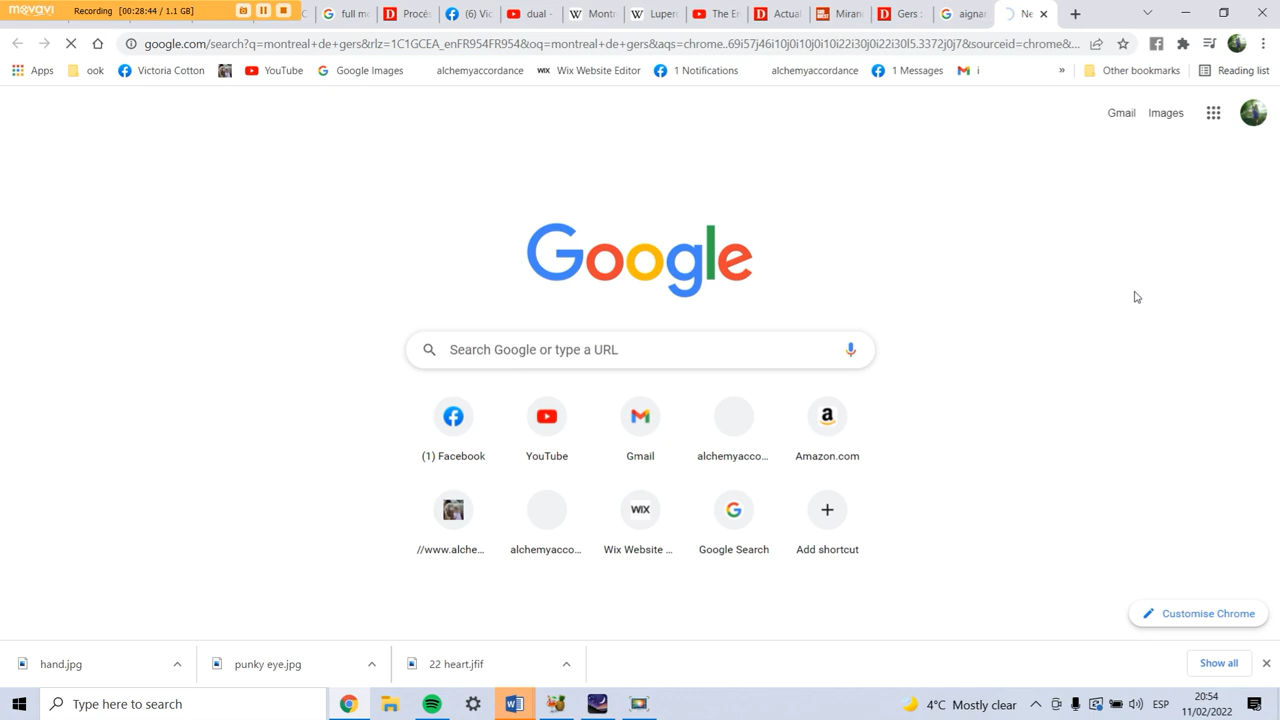 movavi Recording [00:28:44 / 1.1 GB]
full m
Procès
(1) Vic
dual -
Montr
Luper
The En
Actual
Miran
Gers :
aignar
Ne
google.com/search?q=montreal+de+gers&rlz=1C1GCEA_enFR954FR954&oq=montreal+de+gers&aqs=chrome..69i57j46i10j0i10j0i10i22i30j0i22i30l5.3372j0j7&sourceid=chrome&...
Apps
ook
Victoria Cotton
YouTube
Google Images
alchemyaccordance
WIX Wix Website Editor
1 Notifications
alchemyaccordance
1 Messages
i
»
Other bookmarks
Reading list
Gmail Images
Google
Search Google or type a URL
(1) Facebook
YouTube
Gmail
alchemyacco...
Amazon.com
//www.alche...
alchemyacco...
WIX
Wix Website ...
Google Search
Add shortcut
Customise Chrome
hand.jpg
punky eye.jpg
22 heart.jfif
Show all
Type here to search
4°C Mostly clear
ESP
20:54
11/02/2022